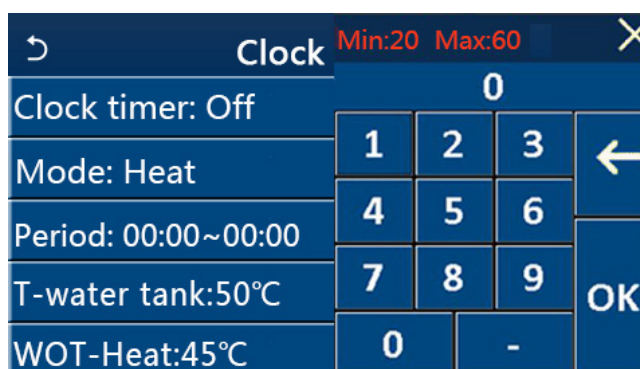 Clock
Clock timer: Off
Mode: Heat
Period: 00:00~00:00
T-water tank:50℃
WOT-Heat:45℃
Min:20 Max:60
0
1 2 3
4 5 6
7 8 9
OK
0 -